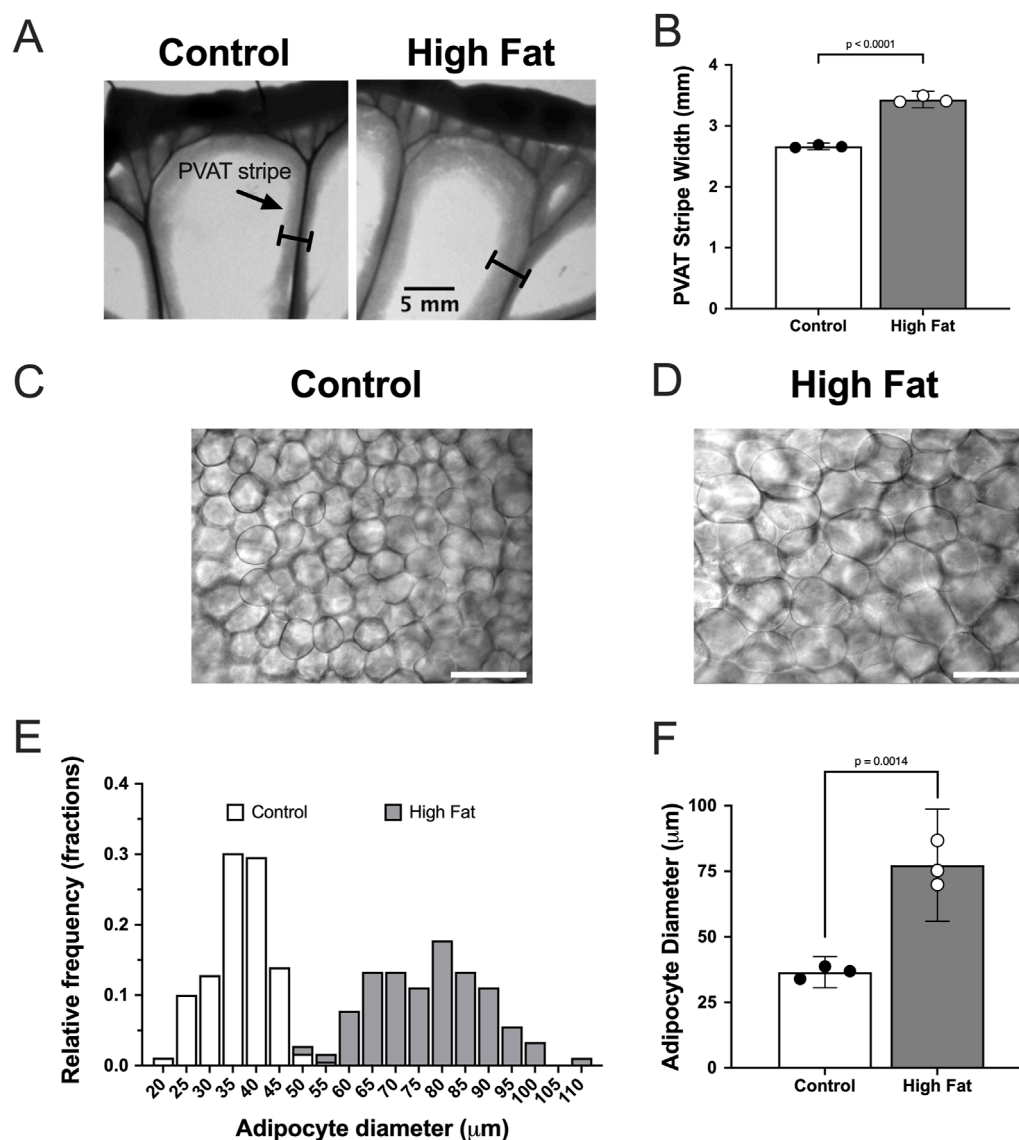 A
Control
High Fat
PVAT stripe
5 mm
B
p < 0.0001
PVAT Stripe Width (mm)
4
3
2
1
0
Control
High Fat
C
Control
D
High Fat
E
Relative frequency (fractions)
0.4
0.3
0.2
0.1
0.0
Control
High Fat
20 25 30 35 40 45 50 55 60 65 70 75 80 85 90 95 100 105 110
Adipocyte diameter (μm)
F
p = 0.0014
Adipocyte Diameter (μm)
100
75
50
25
0
Control
High Fat